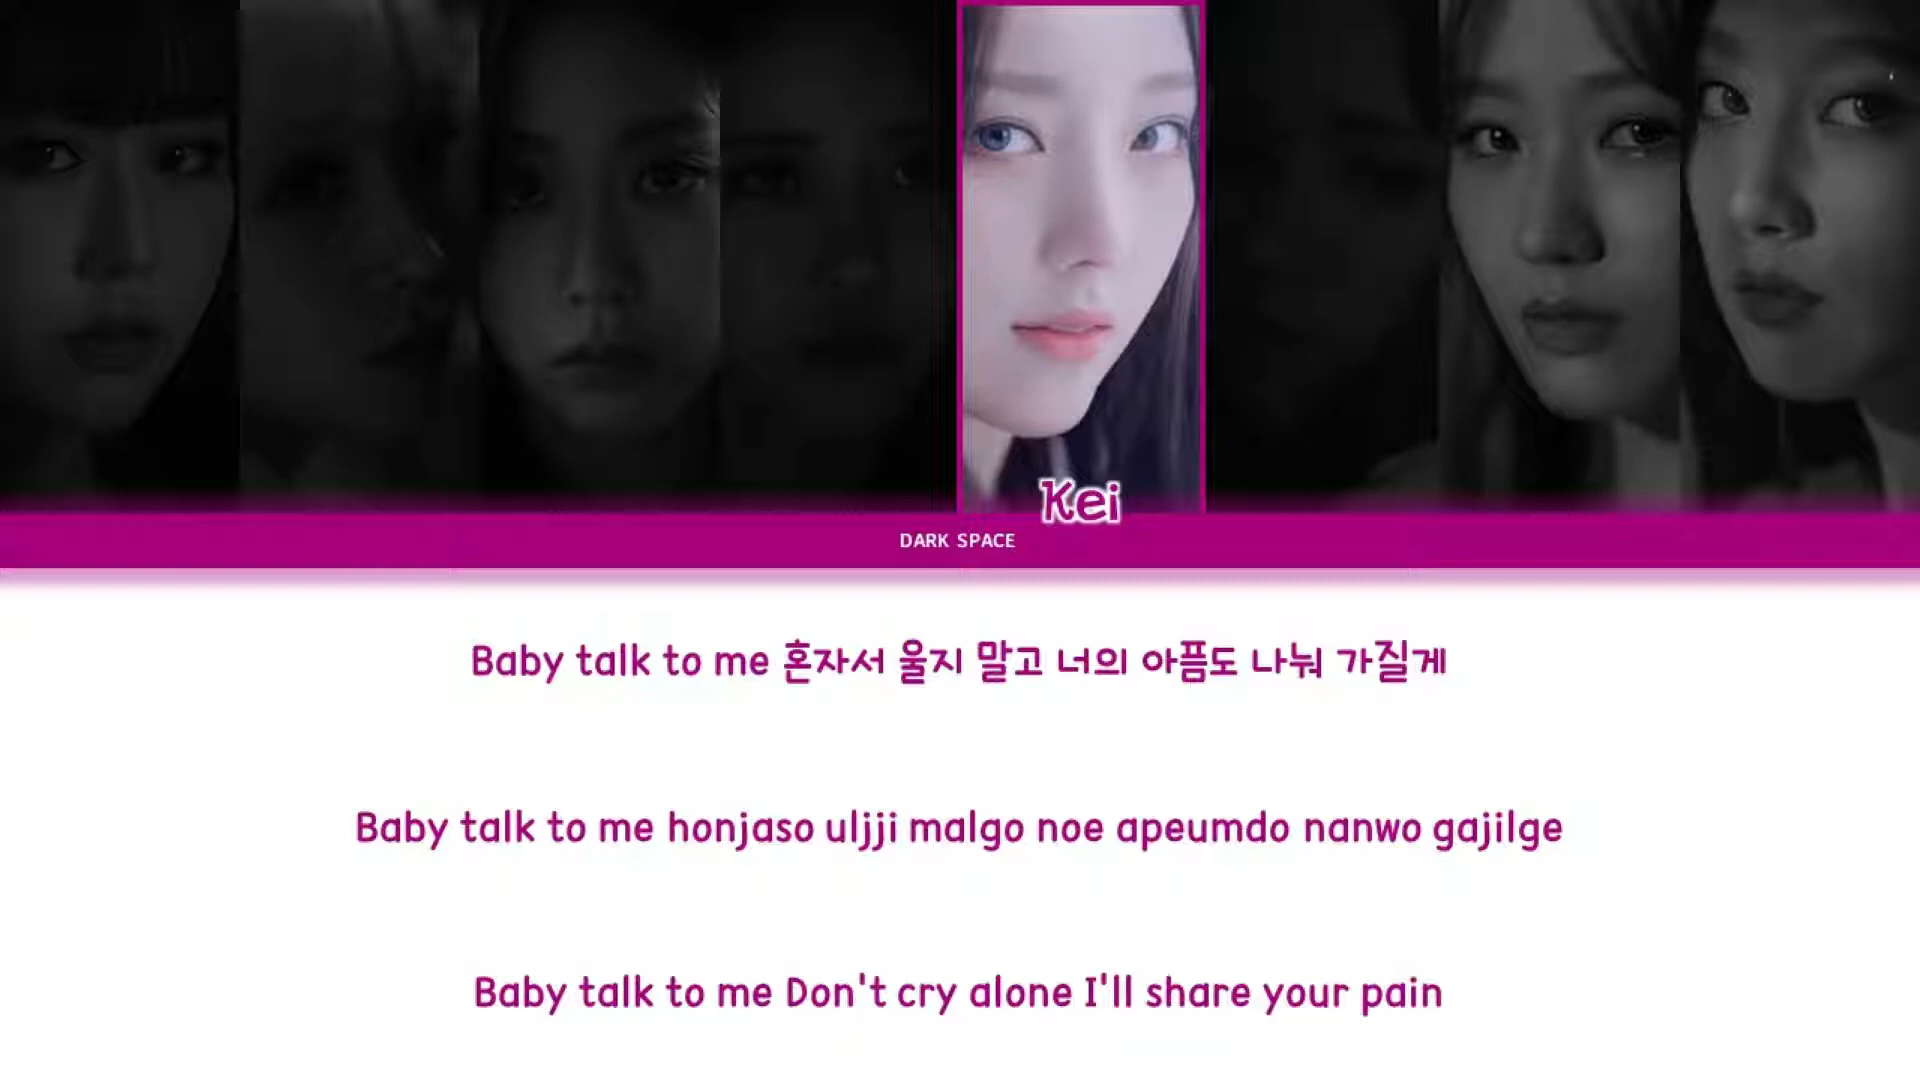 Kei
DARK SPACE
Baby talk to me 혼자서 울지 말고 너의 아픔도 나눠 가질게
Baby talk to me honjaso uljji malgo noe apeumdo nanwo gajilge
Baby talk to me Don't cry alone I'll share your pain